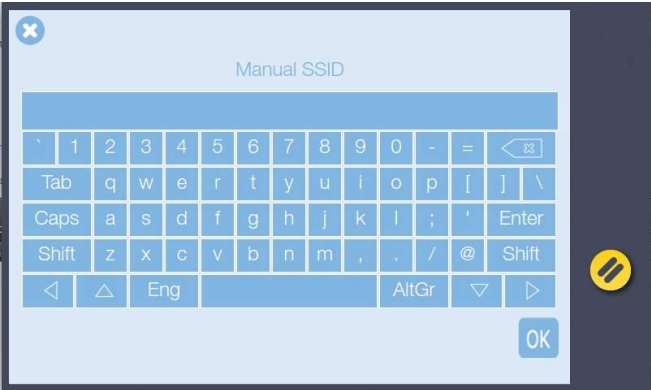 Manual SSID
` 1 2 3 4 5 6 7 8 9 0 - =
Tab q w e r t y u i o p [ ] \
Caps a s d f g h j k l ; ' Enter
Shift z x c v b n m , . / @ Shift
Eng AltGr
OK